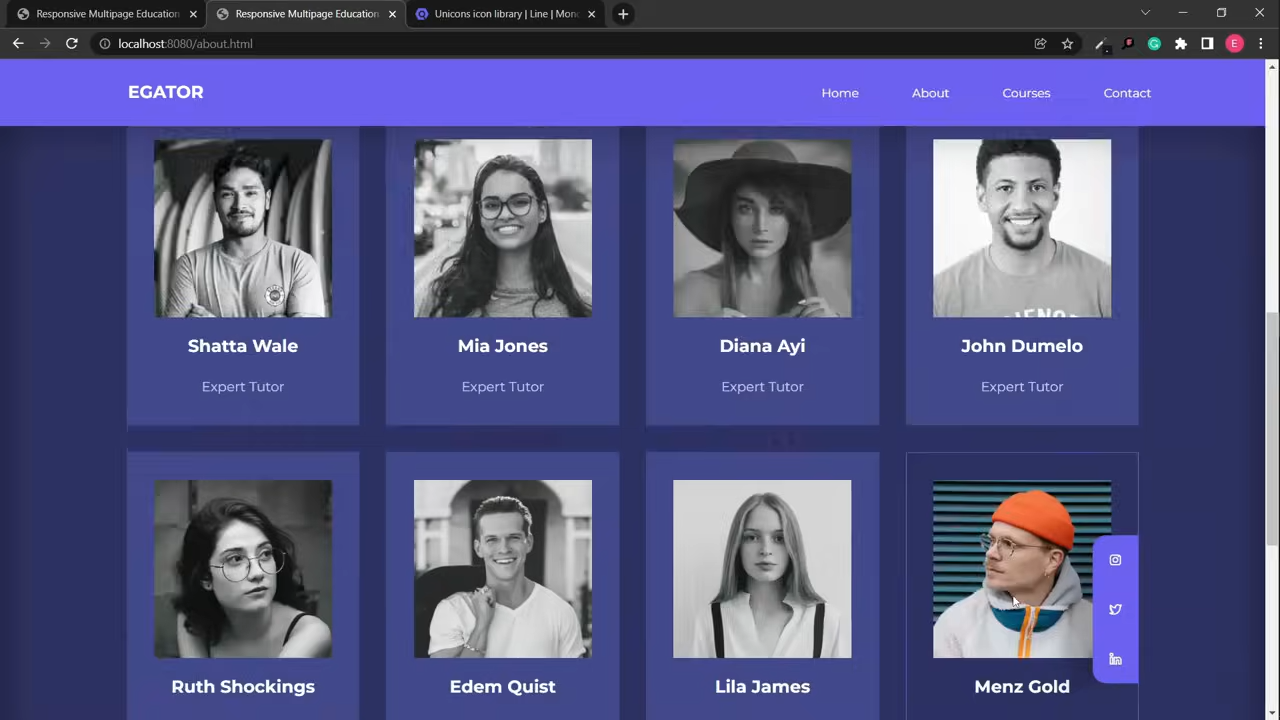 Responsive Multipage Education
Responsive Multipage Education
Unicons icon library | Line | Mono
localhost:8080/about.html
E
EGATOR
Home
About
Courses
Contact
Shatta Wale
Mia Jones
Diana Ayi
John Dumelo
Expert Tutor
Expert Tutor
Expert Tutor
Expert Tutor
Ruth Shockings
Edem Quist
Lila James
Menz Gold